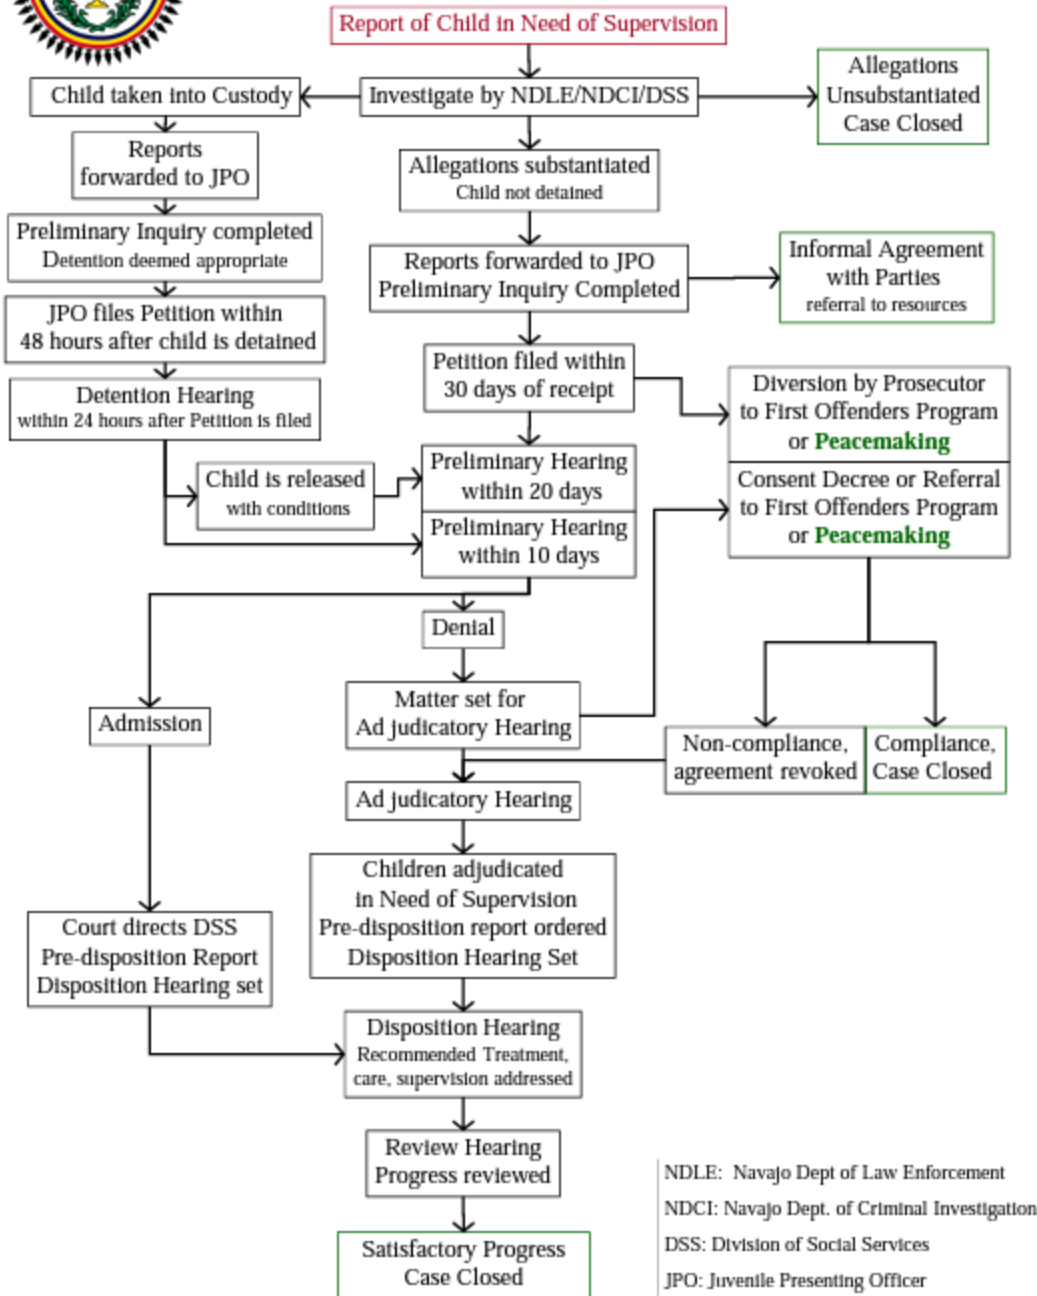 Report of Child in Need of Supervision
Child taken into Custody
Investigate by NDLE/NDCI/DSS
Allegations
Unsubstantiated
Case Closed
Reports
forwarded to JPO
Allegations substantiated
Child not detained
Preliminary Inquiry completed
Detention deemed appropriate
Reports forwarded to JPO
Preliminary Inquiry Completed
Informal Agreement
with Parties
referral to resources
JPO files Petition within
48 hours after child is detained
Petition filed within
30 days of receipt
Diversion by Prosecutor
to First Offenders Program
or Peacemaking
Detention Hearing
within 24 hours after Petition is filed
Child is released
with conditions
Preliminary Hearing
within 20 days
Preliminary Hearing
within 10 days
Consent Decree or Referral
to First Offenders Program
or Peacemaking
Denial
Admission
Matter set for
Ad judicatory Hearing
Non-compliance,
agreement revoked
Compliance,
Case Closed
Ad judicatory Hearing
Children adjudicated
in Need of Supervision
Pre-disposition report ordered
Disposition Hearing Set
Court directs DSS
Pre-disposition Report
Disposition Hearing set
Disposition Hearing
Recommended Treatment,
care, supervision addressed
Review Hearing
Progress reviewed
Satisfactory Progress
Case Closed
NDLE: Navajo Dept of Law Enforcement
NDCI: Navajo Dept. of Criminal Investigation
DSS: Division of Social Services
JPO: Juvenile Presenting Officer